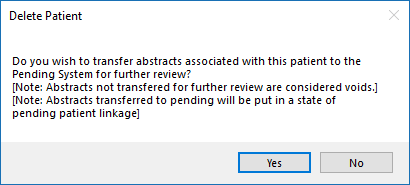 Delete Patient
Do you wish to transfer abstracts associated with this patient to the
Pending System for further review?
[Note: Abstracts not transfered for further review are considered voids.]
[Note: Abstracts transferred to pending will be put in a state of
pending patient linkage]
Yes
No